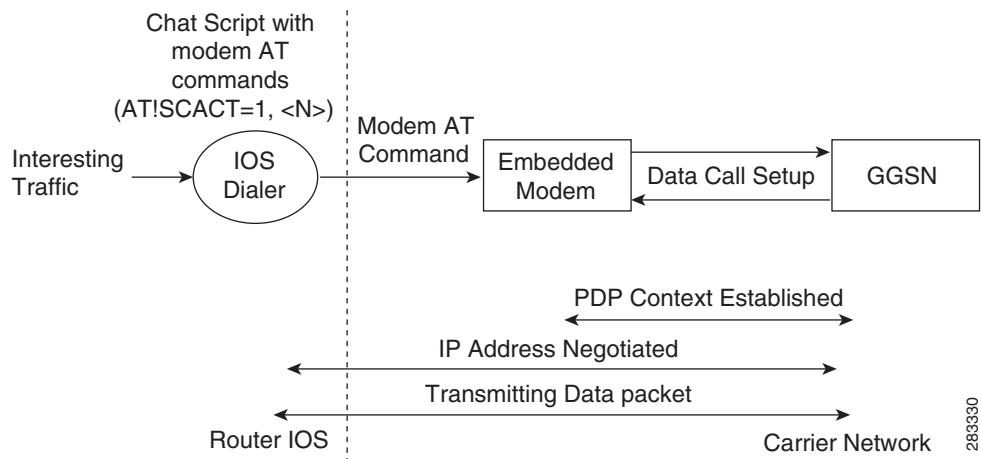 Chat Script with
modem AT
commands
(AT!SCACT=1, <N>)
Interesting
Traffic
IOS
Dialer
Modem AT
Command
Embedded
Modem
Data Call Setup
GGSN
PDP Context Established
IP Address Negotiated
Transmitting Data packet
Router IOS
Carrier Network
283330